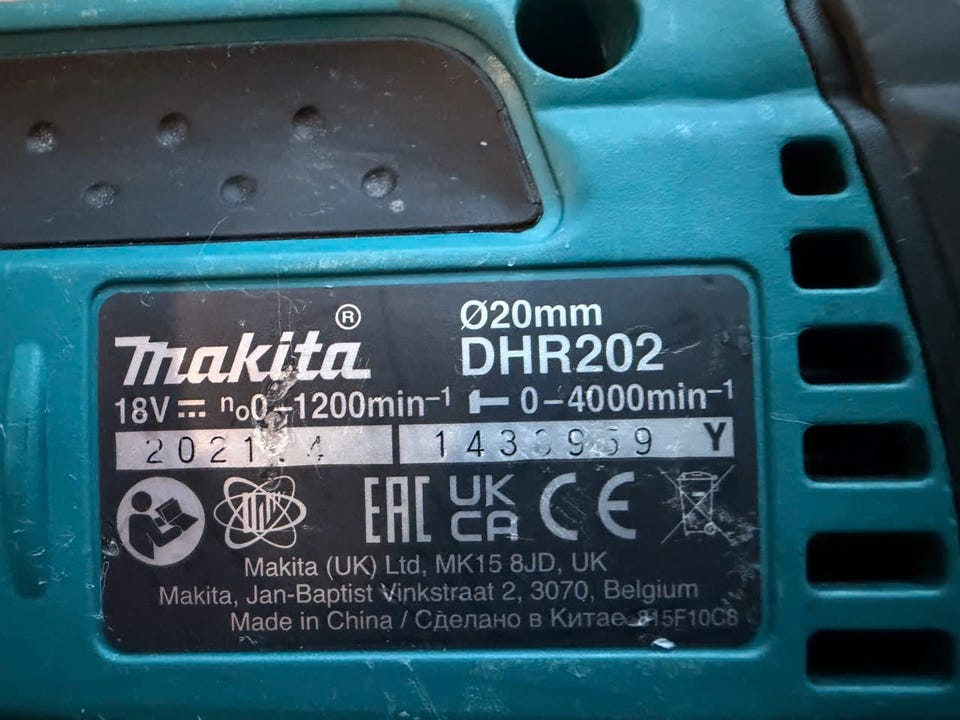 makita®
Ø20mm
DHR202
18V n₀0–1200min⁻¹ 0–4000min⁻¹
Y
EAC UK CA CE
Makita (UK) Ltd, MK15 8JD, UK
Makita, Jan-Baptist Vinkstraat 2, 3070, Belgium
Made in China / Сделано в Китае